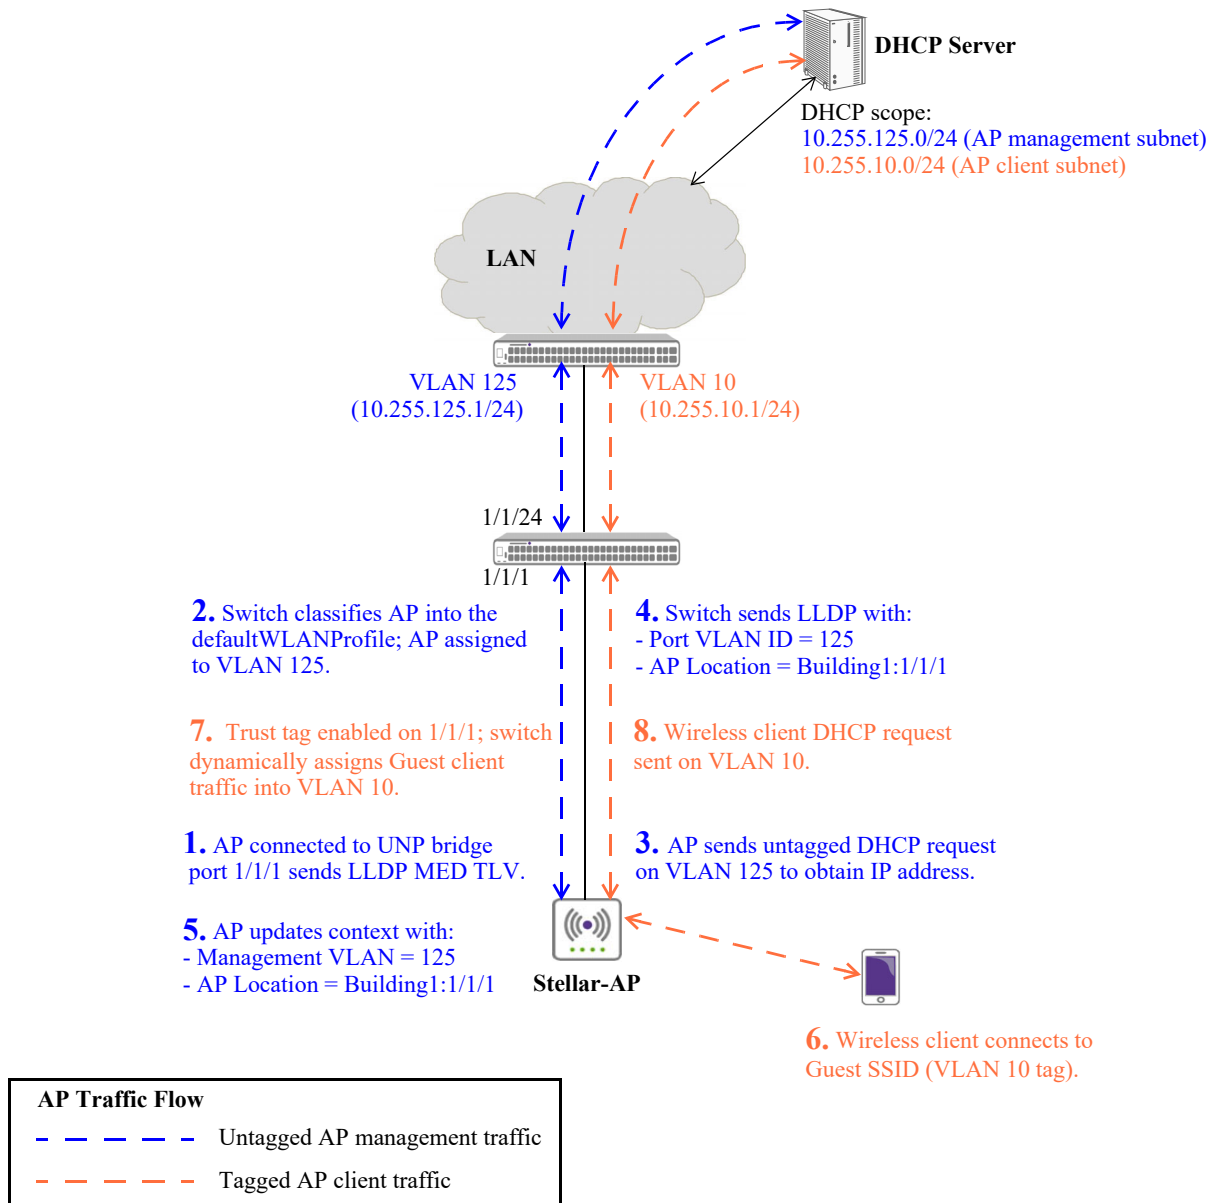 DHCP Server
DHCP scope:
10.255.125.0/24 (AP management subnet)
10.255.10.0/24 (AP client subnet)
LAN
VLAN 125
(10.255.125.1/24)
VLAN 10
(10.255.10.1/24)
1/1/24
1/1/1
2. Switch classifies AP into the
defaultWLANProfile; AP assigned
to VLAN 125.
4. Switch sends LLDP with:
- Port VLAN ID = 125
- AP Location = Building1:1/1/1
7. Trust tag enabled on 1/1/1; switch
dynamically assigns Guest client
traffic into VLAN 10.
8. Wireless client DHCP request
sent on VLAN 10.
1. AP connected to UNP bridge
port 1/1/1 sends LLDP MED TLV.
3. AP sends untagged DHCP request
on VLAN 125 to obtain IP address.
5. AP updates context with:
- Management VLAN = 125
- AP Location = Building1:1/1/1
Stellar-AP
6. Wireless client connects to
Guest SSID (VLAN 10 tag).
AP Traffic Flow
Untagged AP management traffic
Tagged AP client traffic